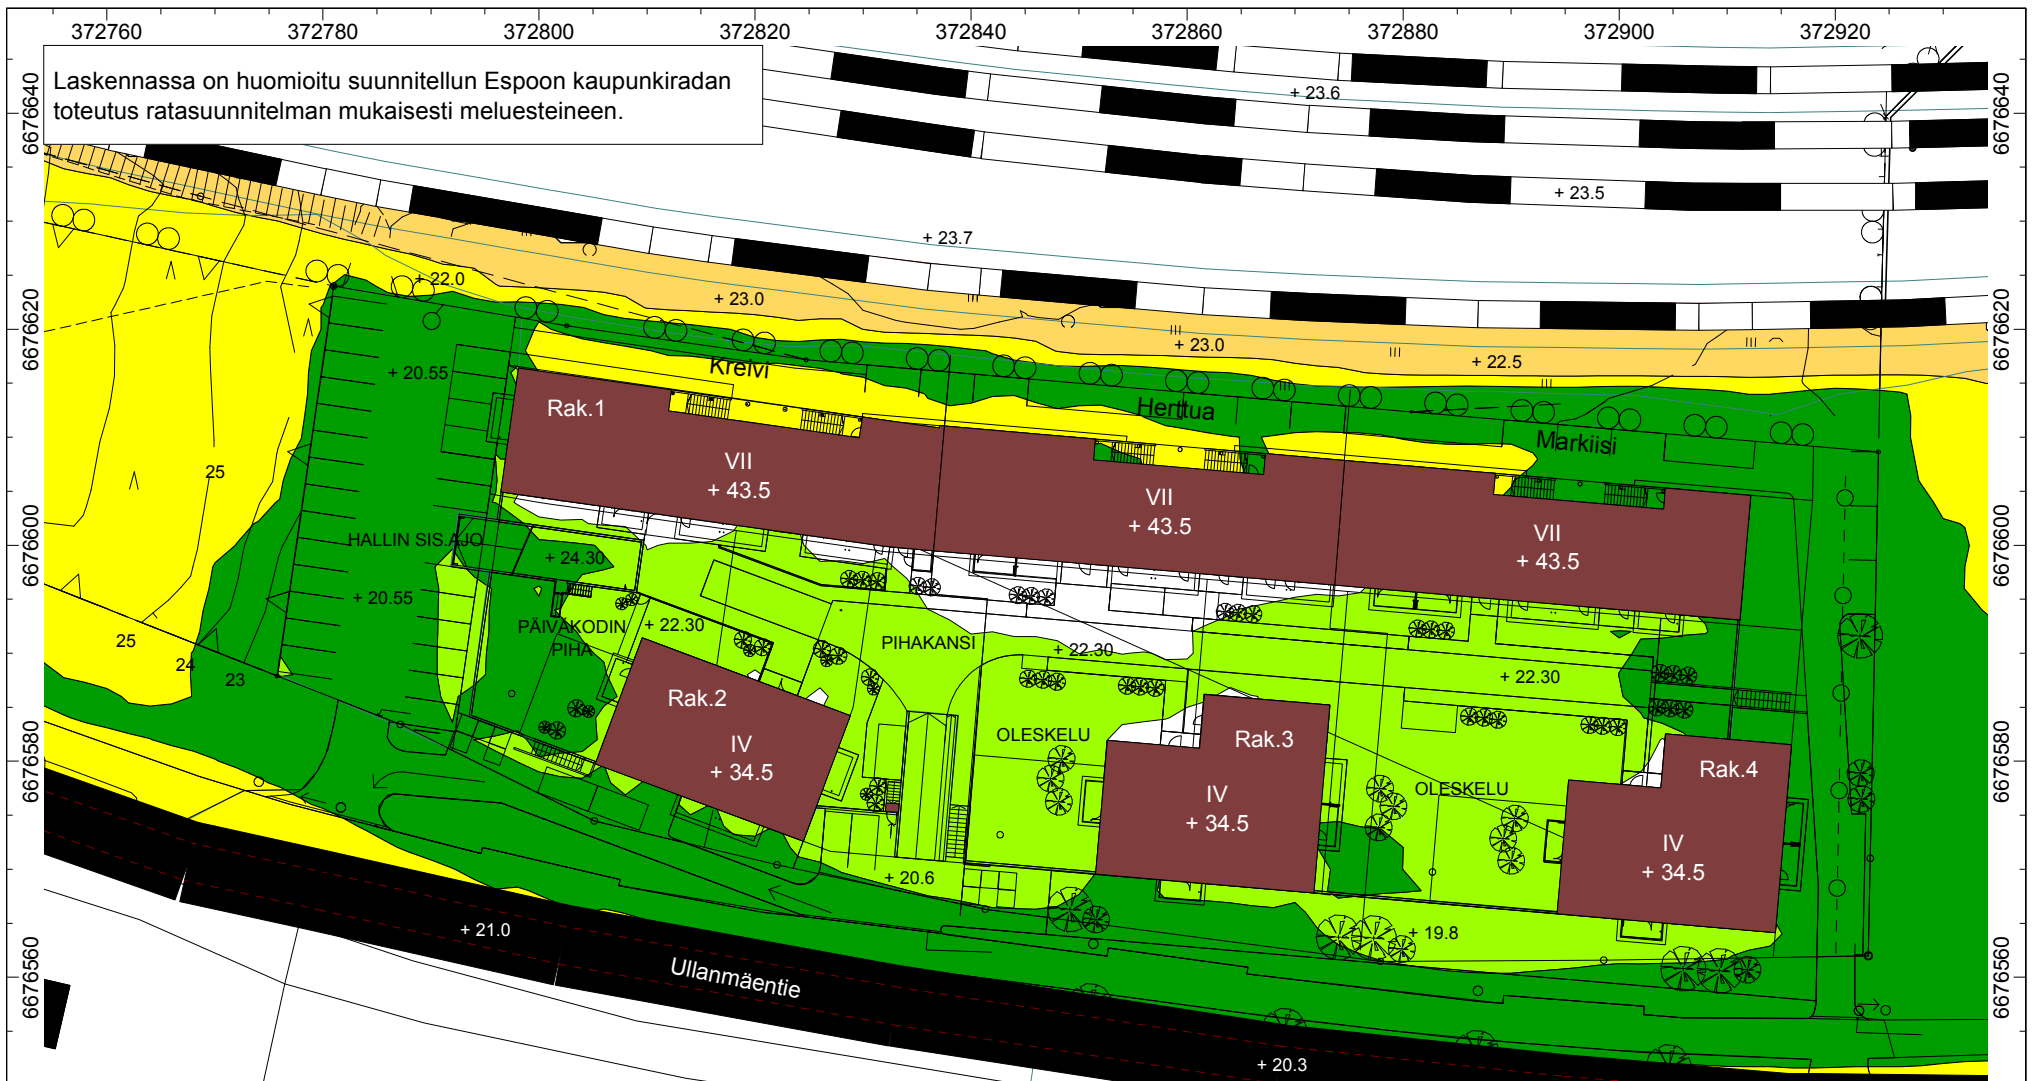 372760
372780
372800
372820
372840
372860
372880
372900
372920
Laskennassa on huomioitu suunnitellun Espoon kaupunkiradan
toteutus ratasuunnitelman mukaisesti meluesteineen.
6676640
6676640
+ 23.6
+ 23.5
+ 23.7
+ 22.0
+ 23.0
6676620
6676620
+ 23.0
+ 22.5
+ 20.55
Kreivi
Herttua
Markiisi
Rak.1
VII
+ 43.5
VII
+ 43.5
VII
+ 43.5
25
6676600
6676600
HALLIN SIS.AJO
+ 24.30
+ 20.55
PÄIVÄKODIN
PIHA
+ 22.30
PIHAKANSI
+ 22.30
+ 22.30
25
24
23
Rak.2
IV
+ 34.5
OLESKELU
Rak.3
IV
+ 34.5
OLESKELU
Rak.4
IV
+ 34.5
6676580
6676580
+ 20.6
+ 19.8
+ 21.0
Ullanmäentie
6676560
6676560
+ 20.3